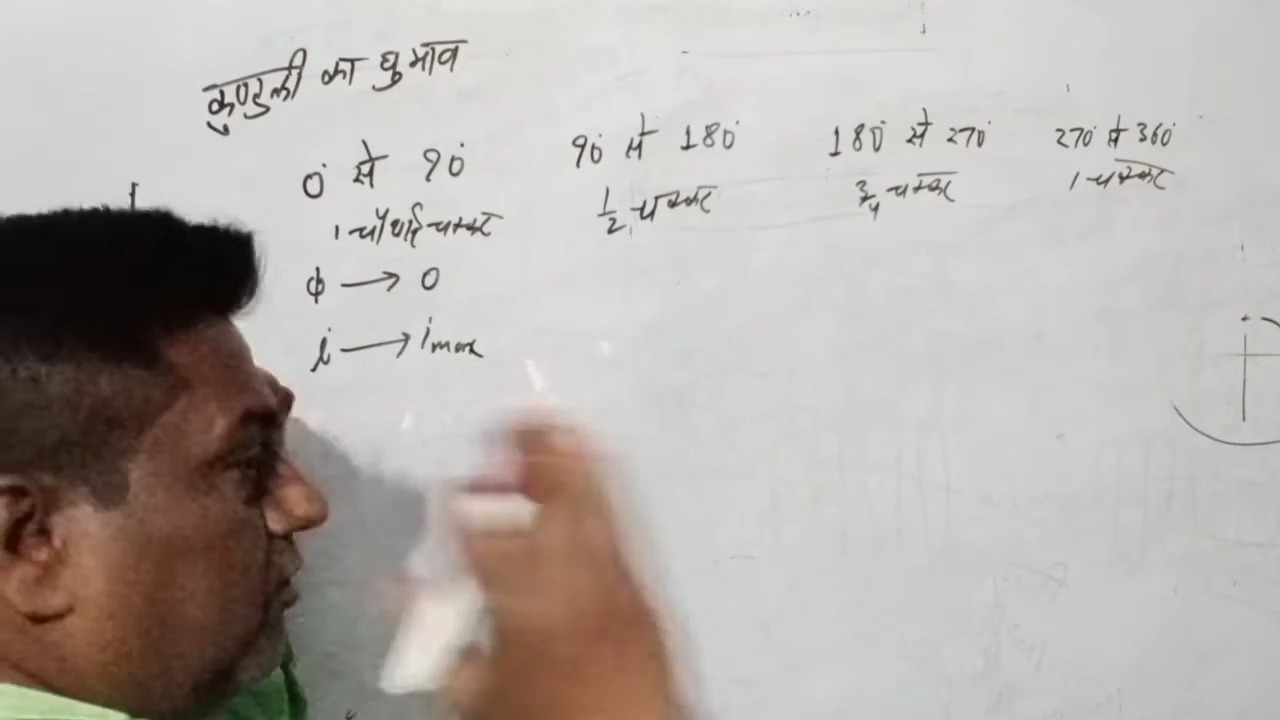 कुण्डली का घुमाव
0° से 90° 90° से 180° 180° से 270° 270° से 360°
1 चौथाई चक्कर 1/2 चक्कर 3/4 चक्कर 1 चक्कर
ϕ → 0
i → imax